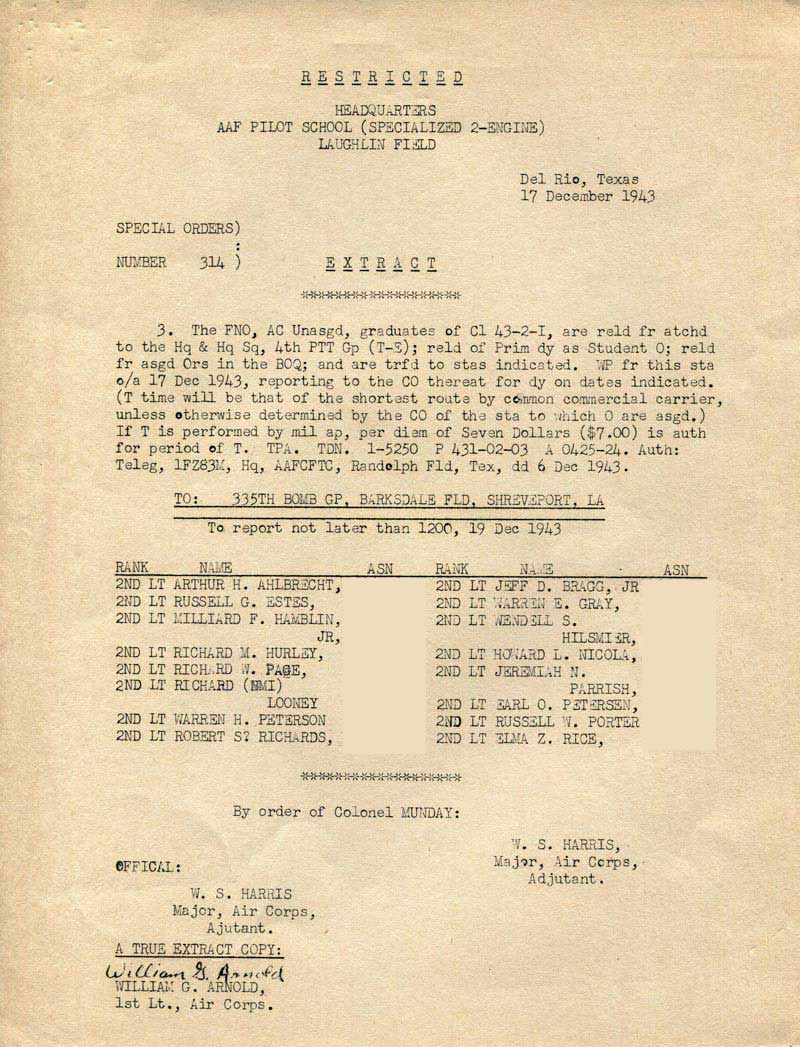 RESTRICTED
HEADQUARTERS
AAF PILOT SCHOOL (SPECIALIZED 2-ENGINE)
LAUGHLIN FIELD
Del Rio, Texas
17 December 1943
SPECIAL ORDERS)
:
NUMBER 314 ) EXTRACT
3. The FNO, AC Unasgd, graduates of Cl 43-2-I, are reld fr atchd
to the Hq & Hq Sq, 4th PTT Gp (T-E); reld of Prim dy as Student O; reld
fr asgd Qrs in the BOQ; and are trf'd to stas indicated. WP fr this sta
o/a 17 Dec 1943, reporting to the CO thereat for dy on dates indicated.
(T time will be that of the shortest route by common commercial carrier,
unless otherwise determined by the CO of the sta to which O are asgd.)
If T is performed by mil ap, per diem of Seven Dollars ($7.00) is auth
for period of T. TPA. TDN. 1-5250 P 431-02-03 A 0425-24. Auth:
Teleg, 1FZ83M, Hq, AAFCFTC, Randolph Fld, Tex, dd 6 Dec 1943.
TO: 335TH BOMB GP, BARKSDALE FLD, SHREVEPORT, LA
To report not later than 1200, 19 Dec 1943
RANK NAME ASN RANK NAME ASN
2ND LT ARTHUR H. AHLBRECHT, 2ND LT JEFF D. BRAGG, JR
2ND LT RUSSELL G. ESTES, 2ND LT WARREN E. GRAY,
2ND LT MILLIARD F. HAMBLIN, 2ND LT WENDELL S.
JR, HILSMIER,
2ND LT RICHARD M. HURLEY, 2ND LT HOWARD L. NICOLA,
2ND LT RICHARD W. PAGE, 2ND LT JEREMIAH N.
2ND LT RICHARD (NMI) PARRISH,
LOONEY 2ND LT EARL O. PETERSEN,
2ND LT WARREN H. PETERSON 2ND LT RUSSELL W. PORTER
2ND LT ROBERT S? RICHARDS, 2ND LT ELMA Z. RICE,
By order of Colonel MUNDAY:
W. S. HARRIS,
Major, Air Corps,
Adjutant.
OFFICAL:
W. S. HARRIS
Major, Air Corps,
Ajutant.
A TRUE EXTRACT COPY:
William G. Arnold
WILLIAM G. ARNOLD,
1st Lt., Air Corps.